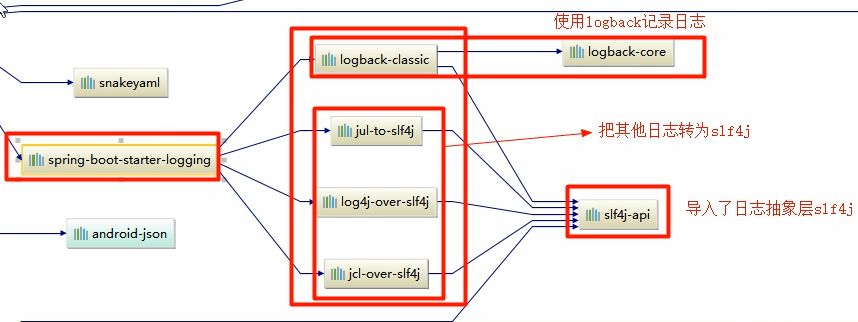 使用logback记录日志
logback-classic
logback-core
snakeyaml
jul-to-slf4j
把其他日志转为slf4j
spring-boot-starter-logging
log4j-over-slf4j
slf4j-api
导入了日志抽象层slf4j
android-json
jcl-over-slf4j